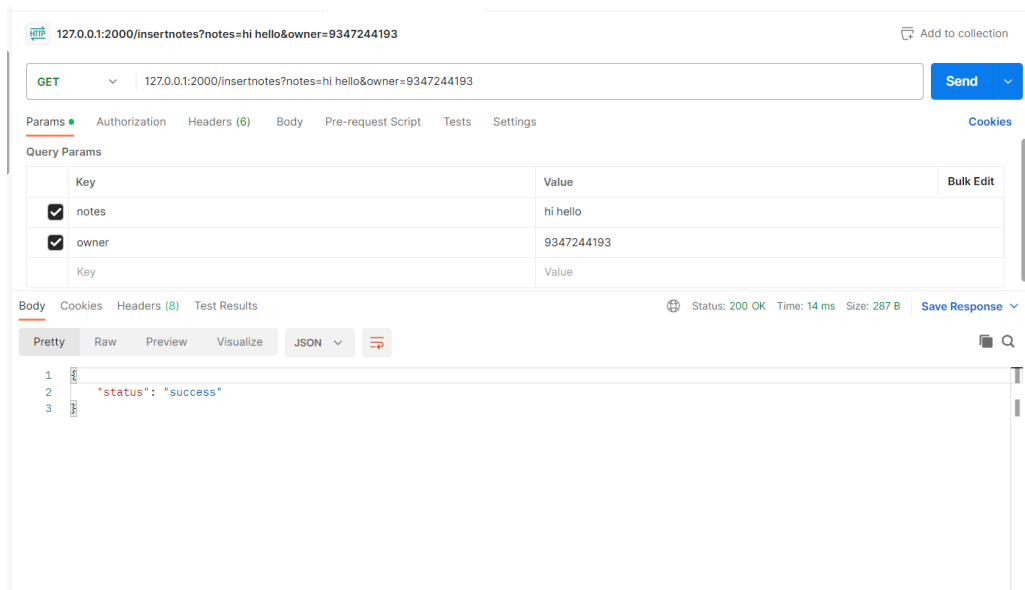 HTTP 127.0.0.1:2000/insertnotes?notes=hi hello&owner=9347244193 Add to collection
GET 127.0.0.1:2000/insertnotes?notes=hi hello&owner=9347244193 Send
Params Authorization Headers (6) Body Pre-request Script Tests Settings Cookies
Query Params
Key Value Bulk Edit
notes hi hello
owner 9347244193
Key Value
Body Cookies Headers (8) Test Results Status: 200 OK Time: 14 ms Size: 287 B Save Response
Pretty Raw Preview Visualize JSON
1 {
2 "status": "success"
3 }